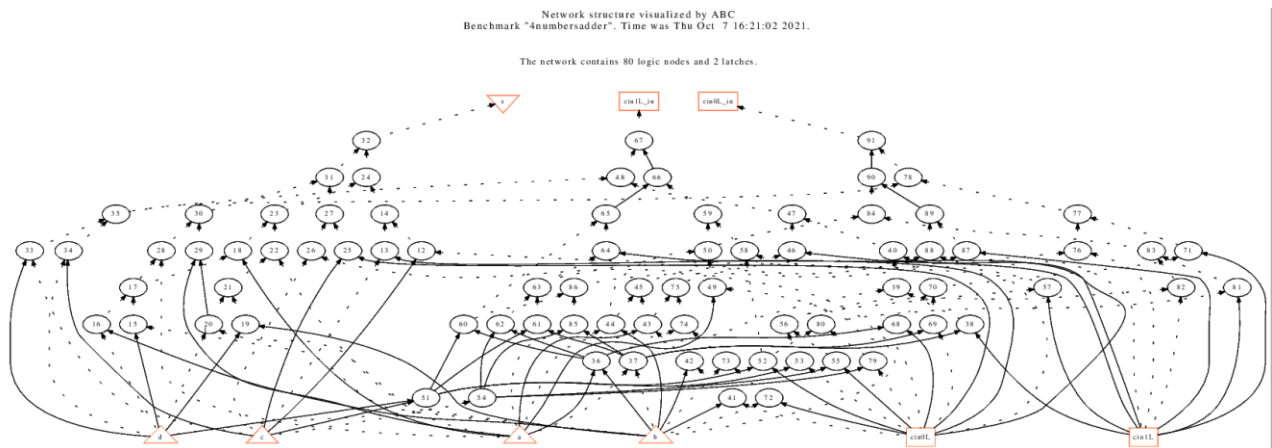 Network structure visualized by ABC
Benchmark "4numbersadder". Time was Thu Oct 7 16:21:02 2021.
The network contains 80 logic nodes and 2 latches.
s cin1L_in cin0L_in
32 67 91
31 24 48 66 90 78
35 30 23 27 14 65 59 47 84 89 77
33 34 28 29 18 22 26 25 13 12 64 50 58 46 40 88 87 76 83 71
17 21 63 86 45 75 49 39 70 57 82 81
16 15 20 19 60 62 61 85 44 43 74 56 80 68 69 38
36 37 42 73 52 53 55 79
51 54 41 72
d c a b cin0L cin1L